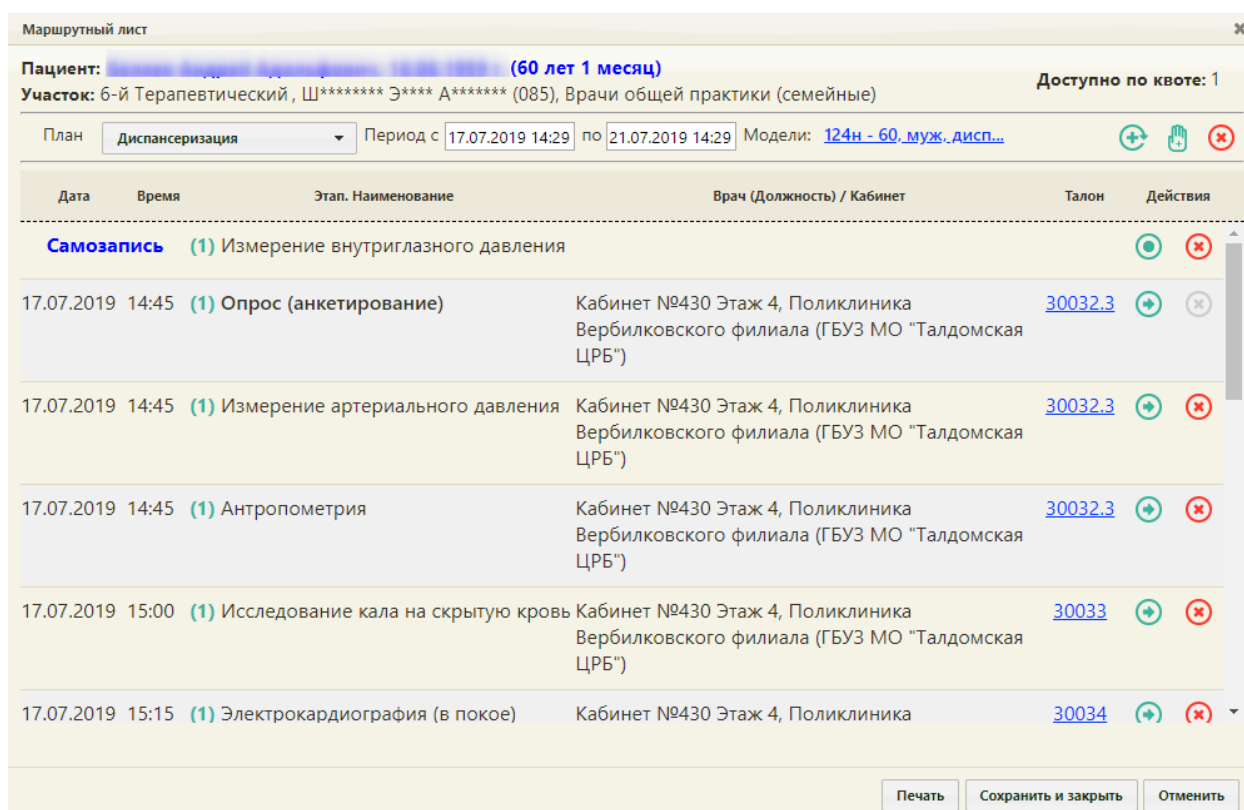 Маршрутный лист
Пациент: (60 лет 1 месяц)
Доступно по квоте: 1
Участок: 6-й Терапевтический , Ш******** Э**** А******* (085), Врачи общей практики (семейные)
План Диспансеризация Период с 17.07.2019 14:29 по 21.07.2019 14:29 Модели: 124н - 60, муж, дисп...
Дата Время Этап. Наименование Врач (Должность) / Кабинет Талон Действия
Самозапись (1) Измерение внутриглазного давления
17.07.2019 14:45 (1) Опрос (анкетирование) Кабинет №430 Этаж 4, Поликлиника 30032.3
Вербилковского филиала (ГБУЗ МО "Талдомская
ЦРБ")
17.07.2019 14:45 (1) Измерение артериального давления Кабинет №430 Этаж 4, Поликлиника 30032.3
Вербилковского филиала (ГБУЗ МО "Талдомская
ЦРБ")
17.07.2019 14:45 (1) Антропометрия Кабинет №430 Этаж 4, Поликлиника 30032.3
Вербилковского филиала (ГБУЗ МО "Талдомская
ЦРБ")
17.07.2019 15:00 (1) Исследование кала на скрытую кровь Кабинет №430 Этаж 4, Поликлиника 30033
Вербилковского филиала (ГБУЗ МО "Талдомская
ЦРБ")
17.07.2019 15:15 (1) Электрокардиография (в покое) Кабинет №430 Этаж 4, Поликлиника 30034
Печать Сохранить и закрыть Отменить